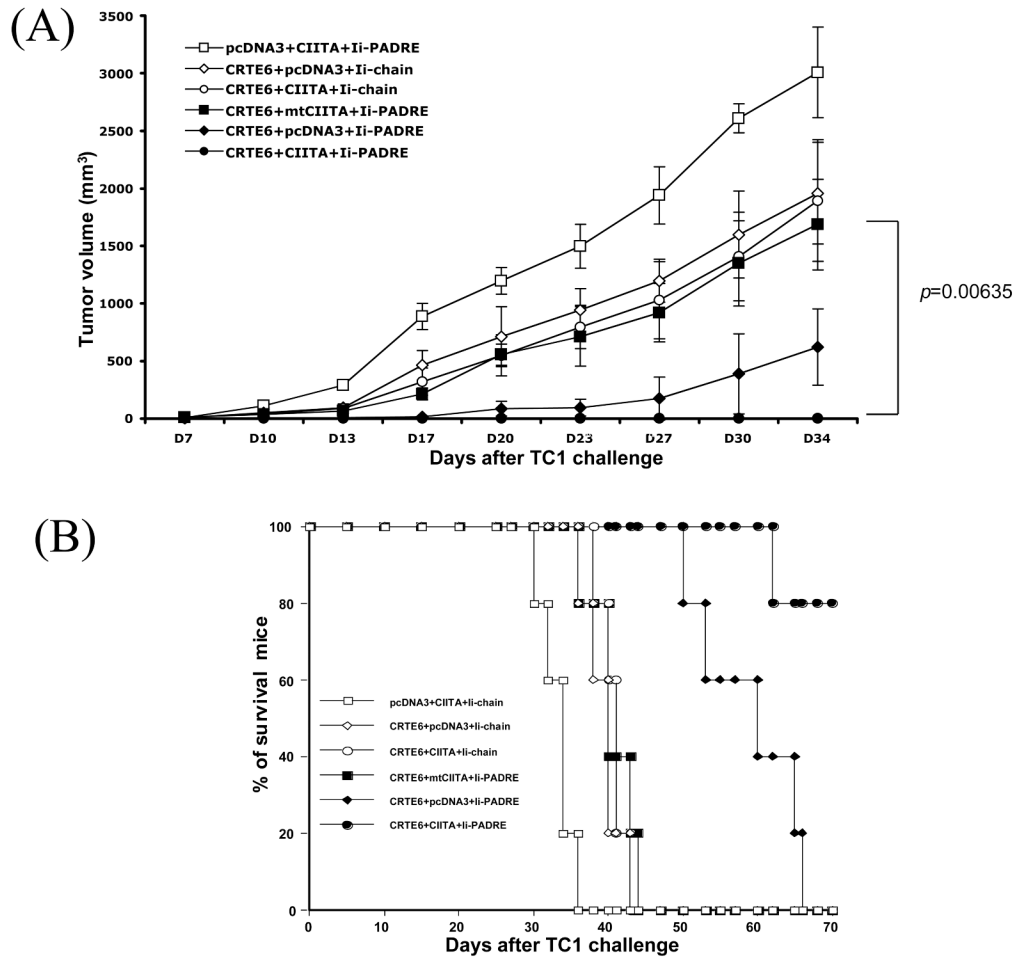 (A)
3500
3000
2500
2000
1500
1000
500
0
Tumor volume (mm³)
pcDNA3+CIITA+Ii-PADRE
CRTE6+pcDNA3+Ii-chain
CRTE6+CIITA+Ii-chain
CRTE6+mtCIITA+Ii-PADRE
CRTE6+pcDNA3+Ii-PADRE
CRTE6+CIITA+Ii-PADRE
p=0.00635
D7 D10 D13 D17 D20 D23 D27 D30 D34
Days after TC1 challenge
(B)
100
80
60
40
20
0
% of survival mice
pcDNA3+CIITA+Ii-chain
CRTE6+pcDNA3+Ii-chain
CRTE6+CIITA+Ii-chain
CRTE6+mtCIITA+Ii-PADRE
CRTE6+pcDNA3+Ii-PADRE
CRTE6+CIITA+Ii-PADRE
0 10 20 30 40 50 60 70
Days after TC1 challenge